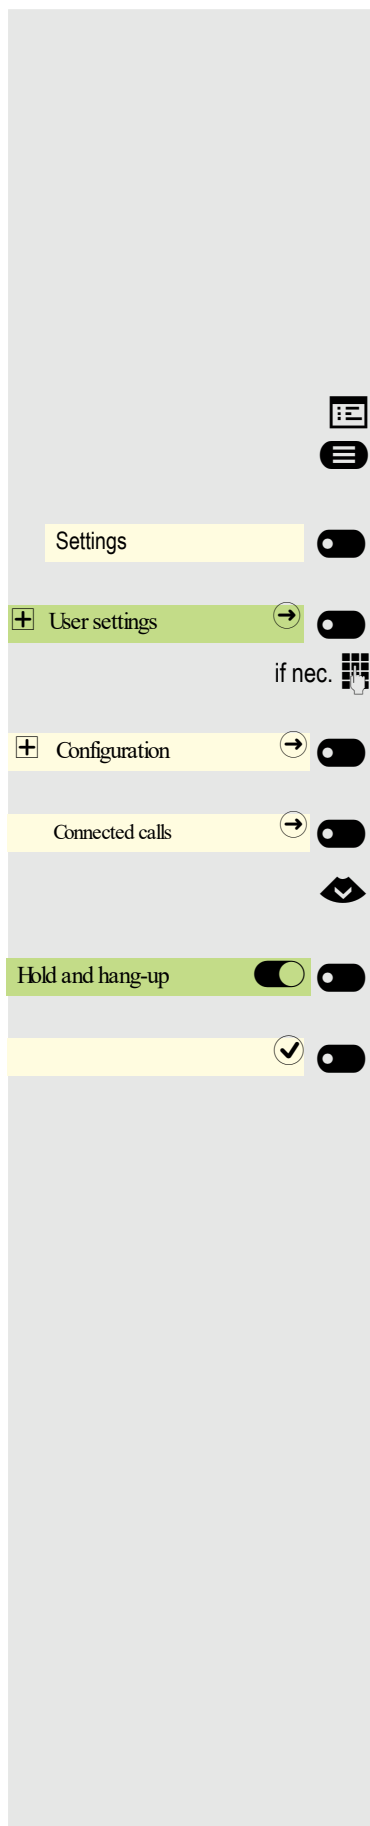 Settings
User settings
if nec.
Configuration
Connected calls
Hold and hang-up